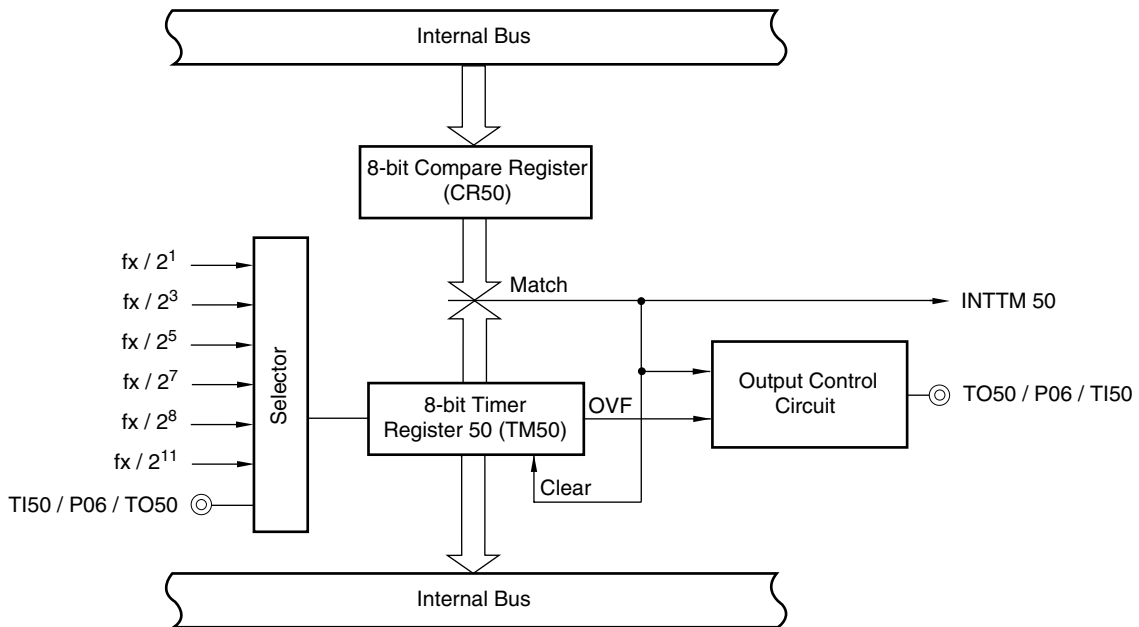 Internal Bus
8-bit Compare Register
(CR50)
fx / 2¹
fx / 2³
fx / 2⁵
fx / 2⁷
fx / 2⁸
fx / 2¹¹
TI50 / P06 / TO50
Selector
Match
INTTM 50
8-bit Timer
Register 50 (TM50)
OVF
Clear
Output Control
Circuit
TO50 / P06 / TI50
Internal Bus